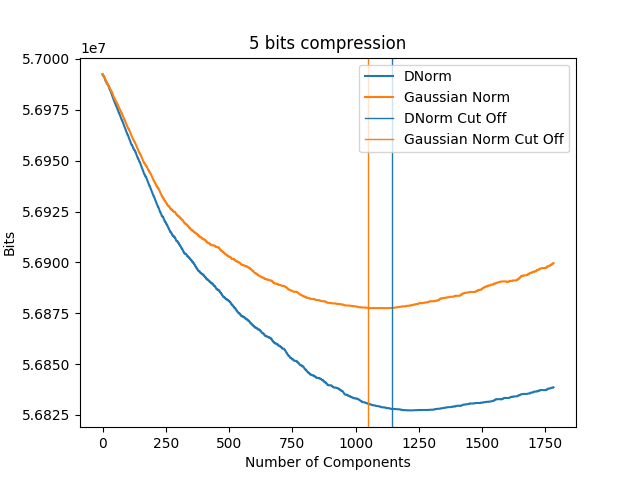 5 bits compression
1e7
5.7000
5.6975
5.6950
5.6925
5.6900
5.6875
5.6850
5.6825
Bits
DNorm
Gaussian Norm
DNorm Cut Off
Gaussian Norm Cut Off
0 250 500 750 1000 1250 1500 1750
Number of Components